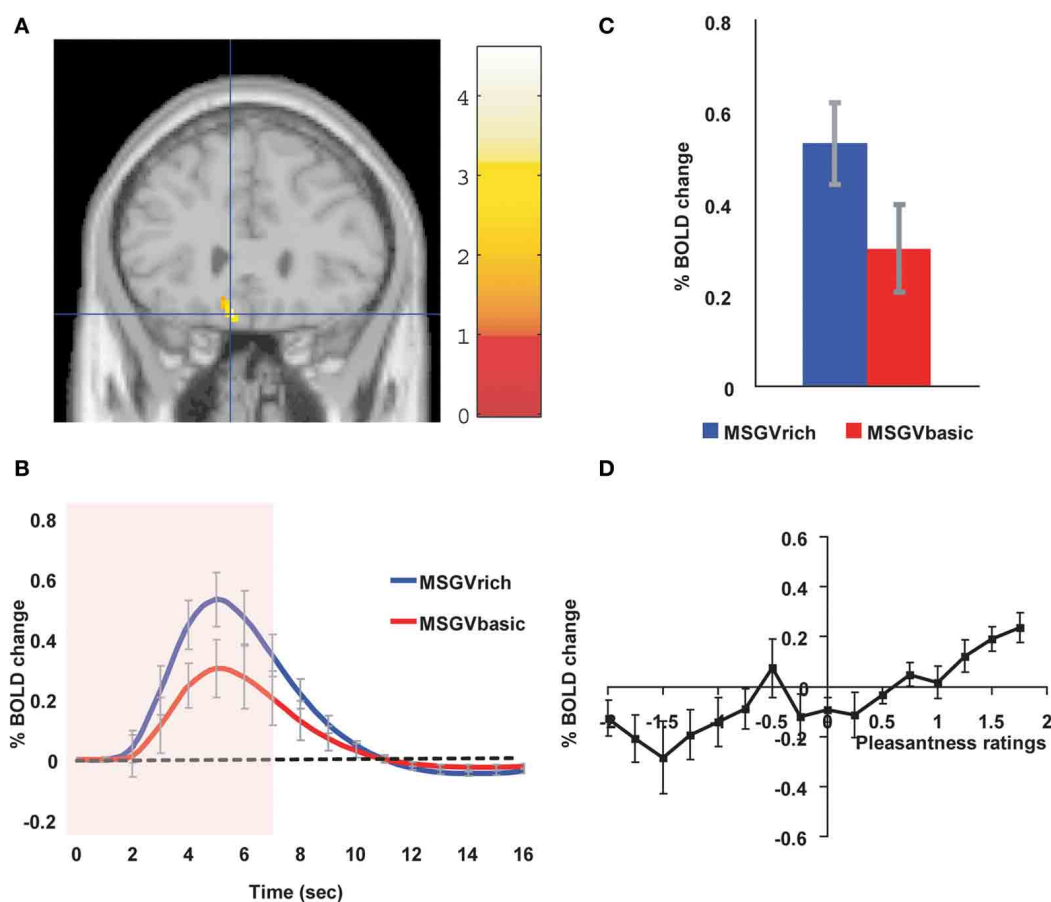 A
4
3
2
1
0
C
0.8
0.6
0.4
0.2
0
% BOLD change
MSGVrich MSGVbasic
B
0.8
0.6
0.4
0.2
0
-0.2
% BOLD change
MSGVrich
MSGVbasic
0 2 4 6 8 10 12 14 16
Time (sec)
D
0.6
0.4
0.2
0
-0.2
-0.4
-0.6
% BOLD change
-1.5 -0.5 0 0.5 1 1.5 2
Pleasantness ratings